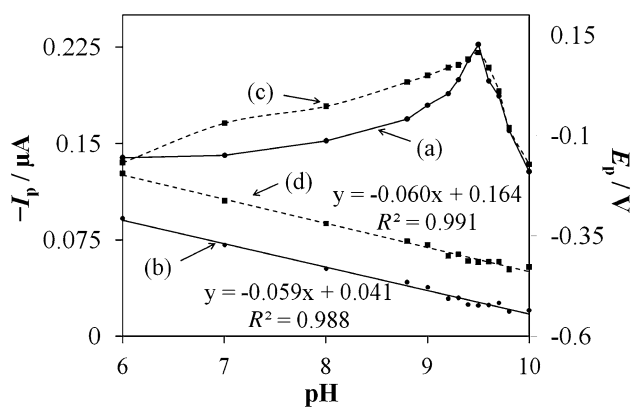 0.225
0.15
0.075
0
–Ip / μA
0.15
-0.1
-0.35
-0.6
Ep / V
(c)
(a)
(d)
y = -0.060x + 0.164
R² = 0.991
(b)
y = -0.059x + 0.041
R² = 0.988
6 7 8 9 10
pH